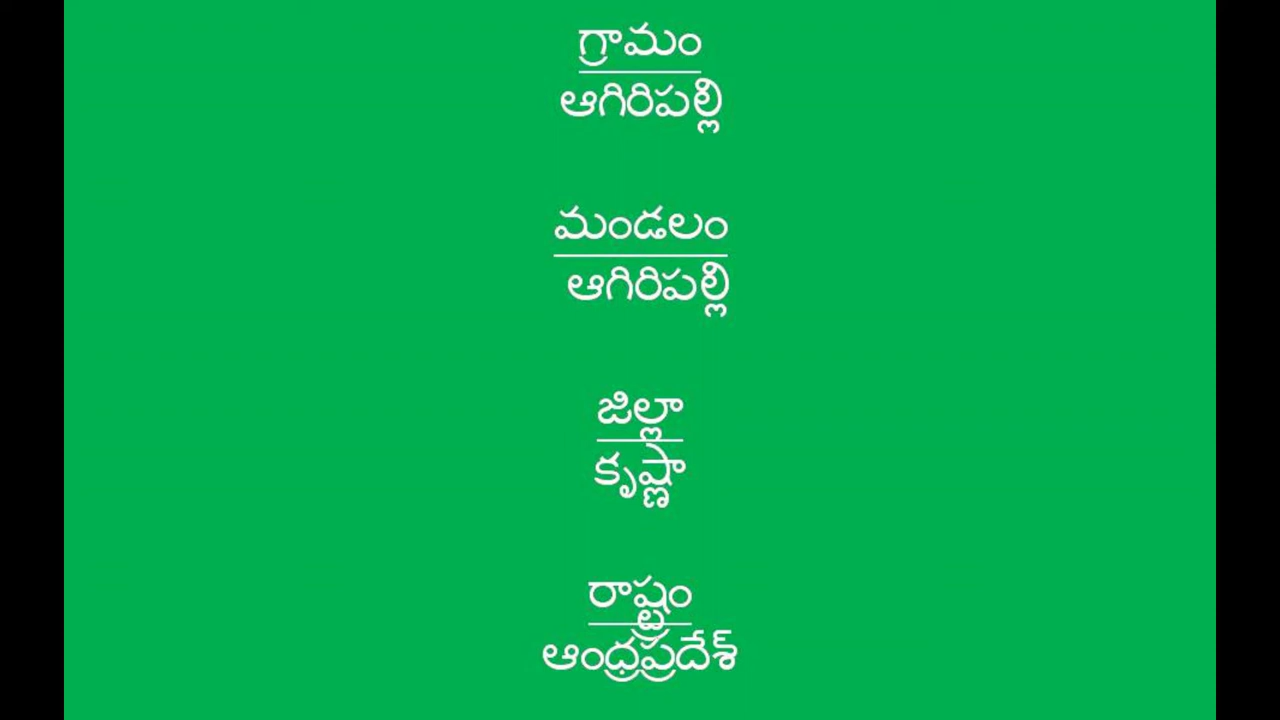 గ్రామం
ఆగిరిపల్లి
మండలం
ఆగిరిపల్లి
జిల్లా
కృష్ణా
రాష్ట్రం
ఆంధ్రప్రదేశ్